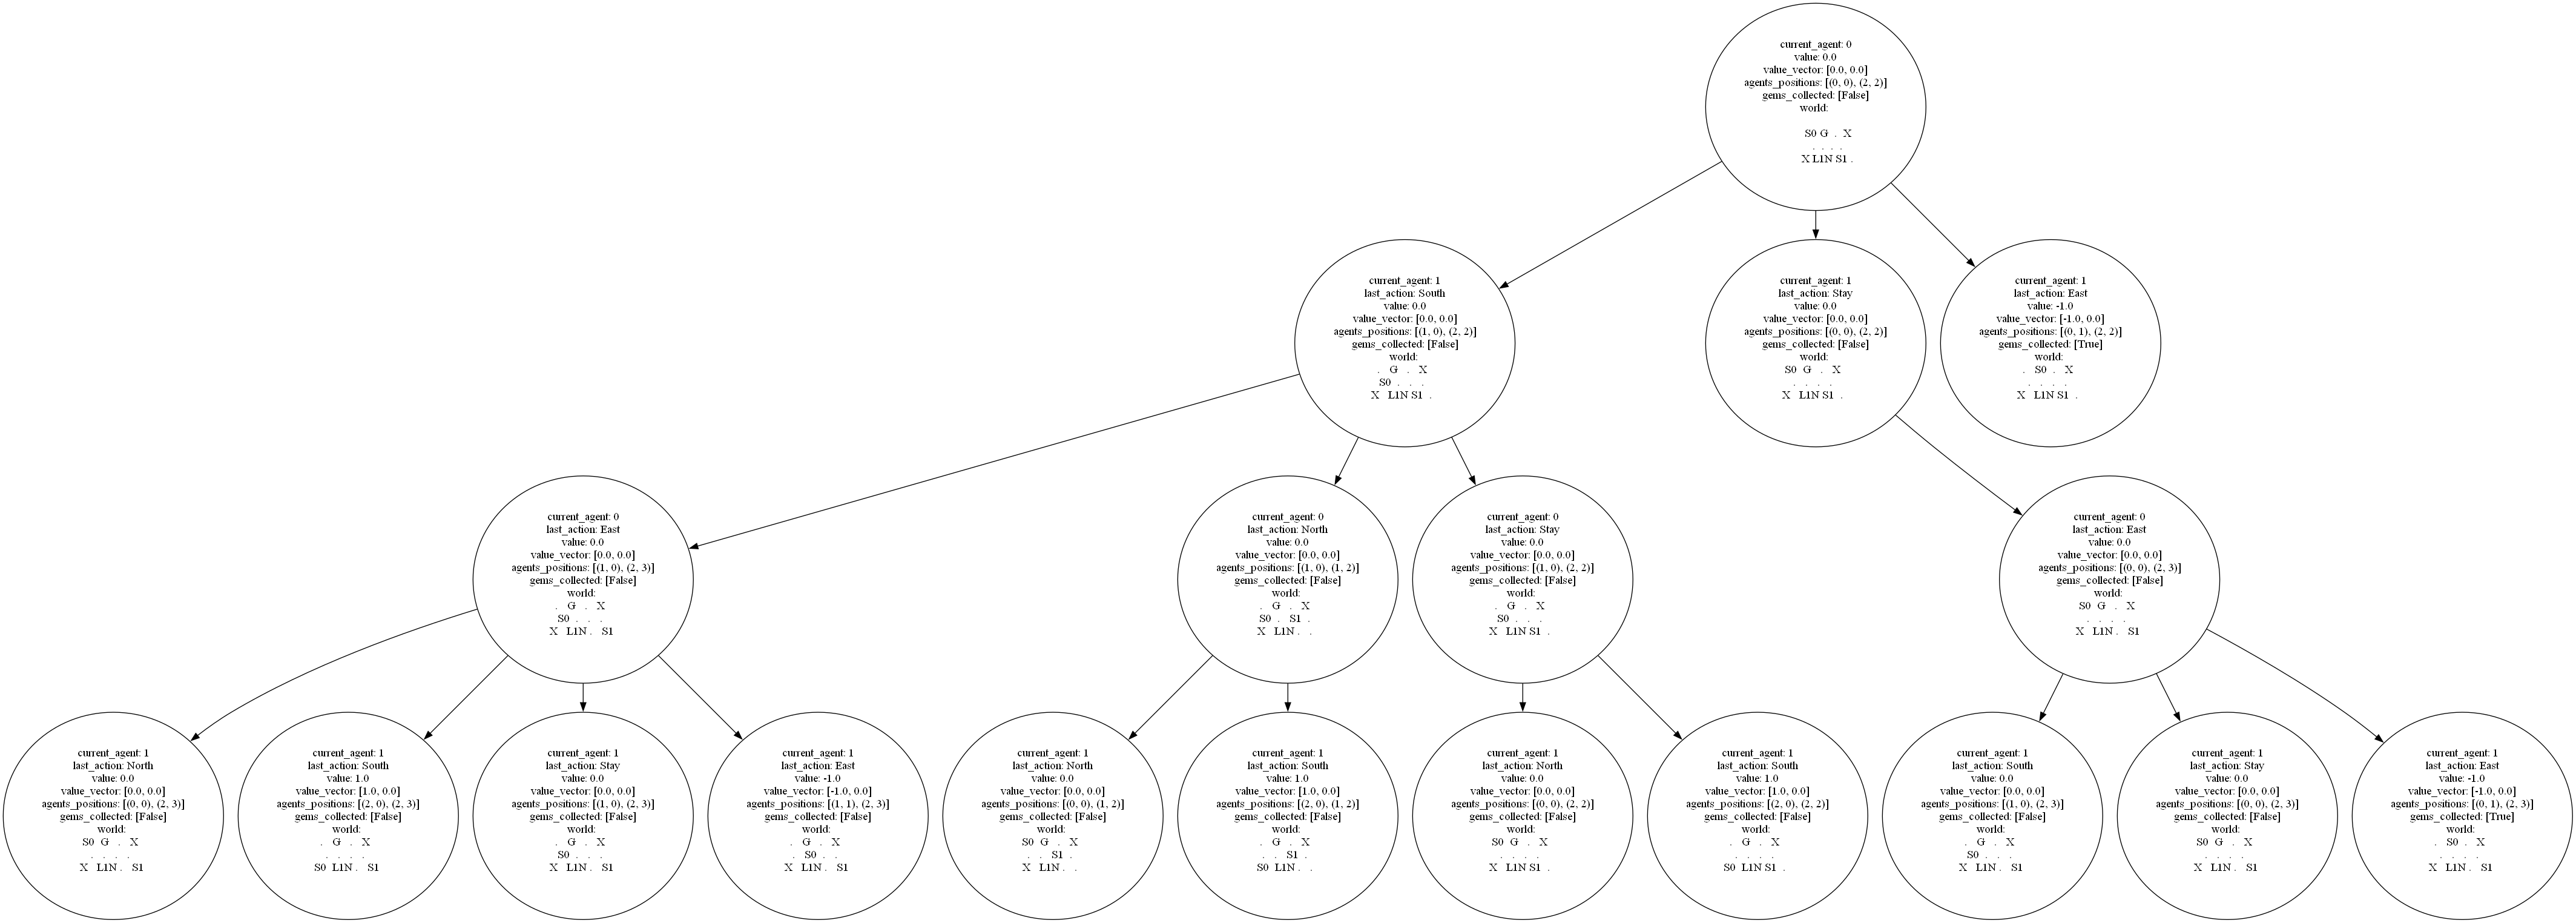 current_agent: 0
value: 0.0
value_vector: [0.0, 0.0]
agents_positions: [(0, 0), (2, 2)]
gems_collected: [False]
world:
S0 G . X
. . . .
X L1N S1 .
current_agent: 1
last_action: South
value: 0.0
value_vector: [0.0, 0.0]
agents_positions: [(1, 0), (2, 2)]
gems_collected: [False]
world:
. G . X
S0 . . .
X L1N S1 .
current_agent: 1
last_action: Stay
value: 0.0
value_vector: [0.0, 0.0]
agents_positions: [(0, 0), (2, 2)]
gems_collected: [False]
world:
S0 G . X
. . . .
X L1N S1 .
current_agent: 1
last_action: East
value: -1.0
value_vector: [-1.0, 0.0]
agents_positions: [(0, 1), (2, 2)]
gems_collected: [True]
world:
. S0 . X
. . . .
X L1N S1 .
current_agent: 0
last_action: East
value: 0.0
value_vector: [0.0, 0.0]
agents_positions: [(1, 0), (2, 3)]
gems_collected: [False]
world:
. G . X
S0 . . .
X L1N . S1
current_agent: 0
last_action: North
value: 0.0
value_vector: [0.0, 0.0]
agents_positions: [(1, 0), (1, 2)]
gems_collected: [False]
world:
. G . X
S0 . S1 .
X L1N . .
current_agent: 0
last_action: Stay
value: 0.0
value_vector: [0.0, 0.0]
agents_positions: [(1, 0), (2, 2)]
gems_collected: [False]
world:
. G . X
S0 . . .
X L1N S1 .
current_agent: 0
last_action: East
value: 0.0
value_vector: [0.0, 0.0]
agents_positions: [(0, 0), (2, 3)]
gems_collected: [False]
world:
S0 G . X
. . . .
X L1N . S1
current_agent: 1
last_action: North
value: 0.0
value_vector: [0.0, 0.0]
agents_positions: [(0, 0), (2, 3)]
gems_collected: [False]
world:
S0 G . X
. . . .
X L1N . S1
current_agent: 1
last_action: South
value: 1.0
value_vector: [1.0, 0.0]
agents_positions: [(2, 0), (2, 3)]
gems_collected: [False]
world:
. G . X
. . . .
S0 L1N . S1
current_agent: 1
last_action: Stay
value: 0.0
value_vector: [0.0, 0.0]
agents_positions: [(1, 0), (2, 3)]
gems_collected: [False]
world:
. G . X
S0 . . .
X L1N . S1
current_agent: 1
last_action: East
value: -1.0
value_vector: [-1.0, 0.0]
agents_positions: [(1, 1), (2, 3)]
gems_collected: [False]
world:
. G . X
. S0 . .
X L1N . S1
current_agent: 1
last_action: North
value: 0.0
value_vector: [0.0, 0.0]
agents_positions: [(0, 0), (1, 2)]
gems_collected: [False]
world:
S0 G . X
. . S1 .
X L1N . .
current_agent: 1
last_action: South
value: 1.0
value_vector: [1.0, 0.0]
agents_positions: [(2, 0), (1, 2)]
gems_collected: [False]
world:
. G . X
. . S1 .
S0 L1N . .
current_agent: 1
last_action: North
value: 0.0
value_vector: [0.0, 0.0]
agents_positions: [(0, 0), (2, 2)]
gems_collected: [False]
world:
S0 G . X
. . . .
X L1N S1 .
current_agent: 1
last_action: South
value: 1.0
value_vector: [1.0, 0.0]
agents_positions: [(2, 0), (2, 2)]
gems_collected: [False]
world:
. G . X
. . . .
S0 L1N S1 .
current_agent: 1
last_action: South
value: 0.0
value_vector: [0.0, 0.0]
agents_positions: [(1, 0), (2, 3)]
gems_collected: [False]
world:
. G . X
S0 . . .
X L1N . S1
current_agent: 1
last_action: Stay
value: 0.0
value_vector: [0.0, 0.0]
agents_positions: [(0, 0), (2, 3)]
gems_collected: [False]
world:
S0 G . X
. . . .
X L1N . S1
current_agent: 1
last_action: East
value: -1.0
value_vector: [-1.0, 0.0]
agents_positions: [(0, 1), (2, 3)]
gems_collected: [True]
world:
. S0 . X
. . . .
X L1N . S1